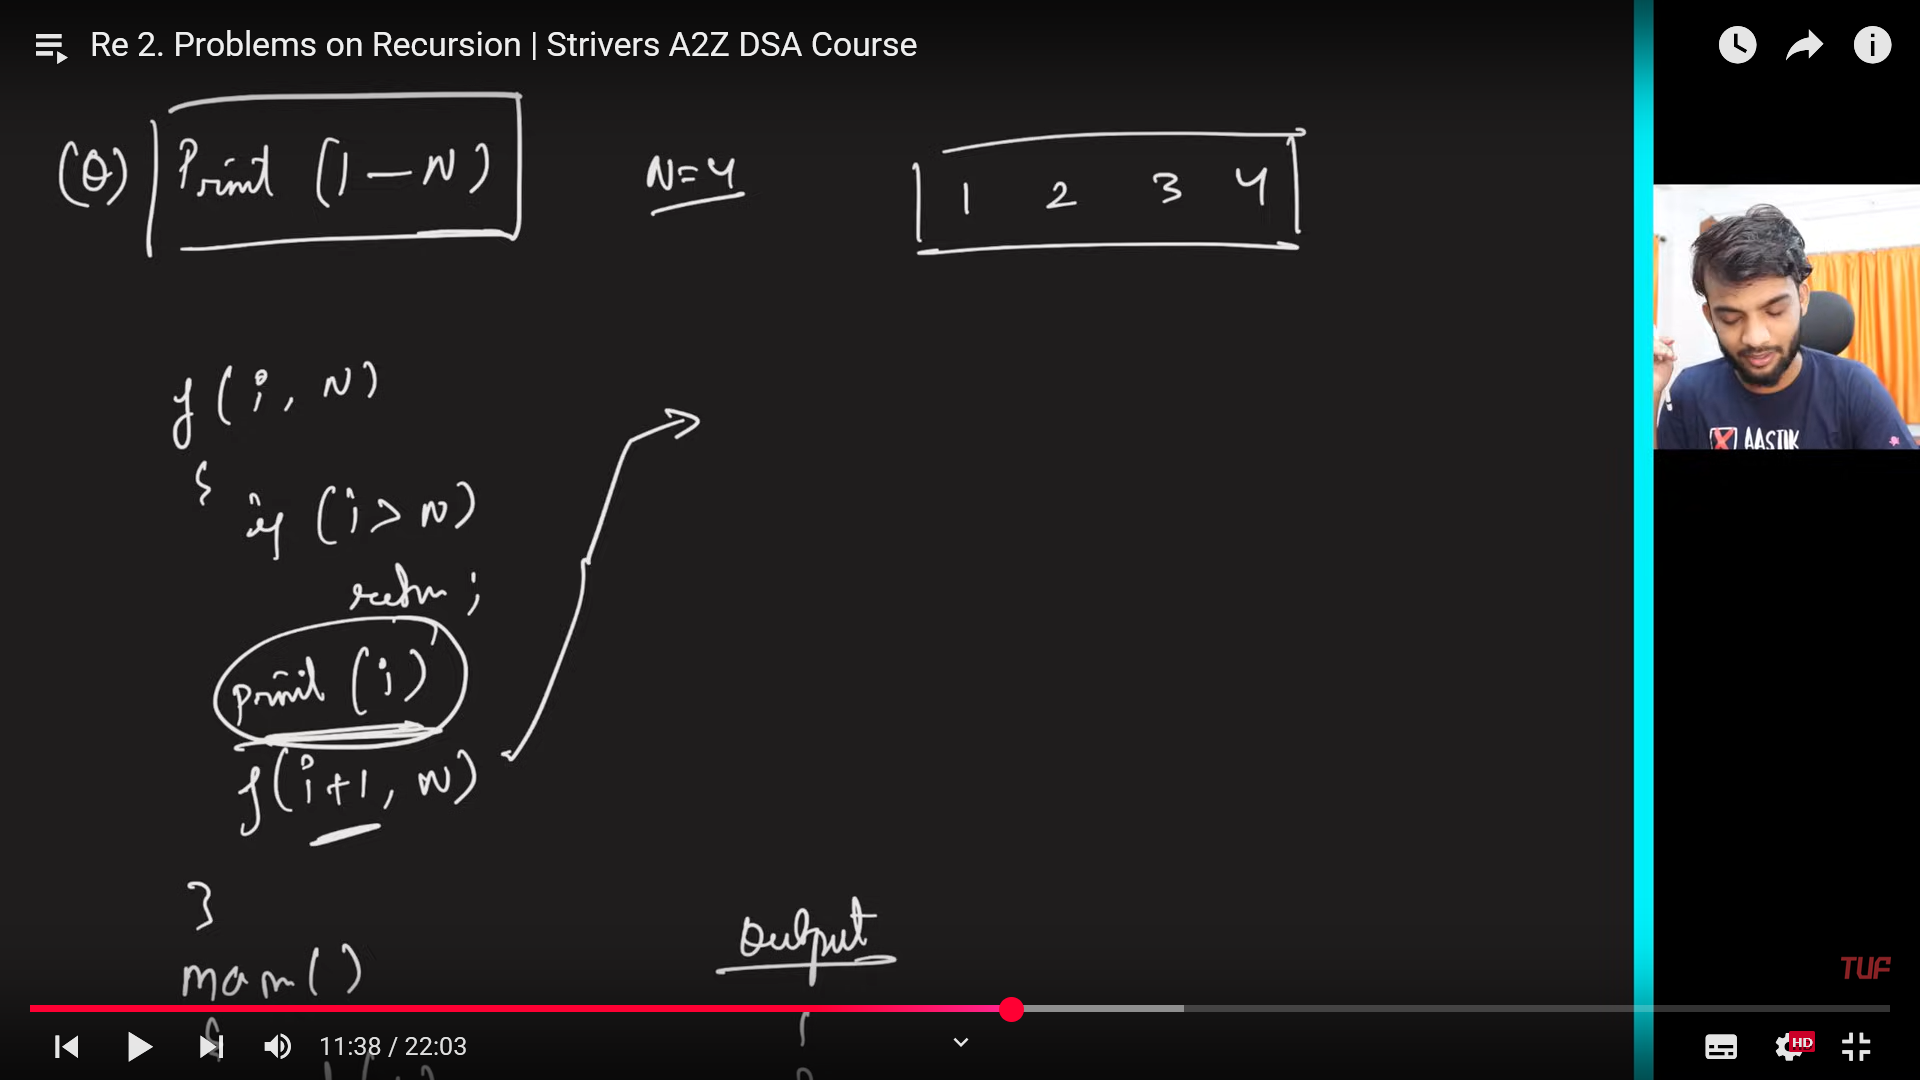 Re 2. Problems on Recursion | Strivers A2Z DSA Course
(Q) Print (1-N) N=4 1 2 3 4
f(i, N)
{
if (i > N)
return;
print (i)
f(i+1, N)
}
main() Output
{ 1
11:38 / 22:03 HD
AASTIK
TUF